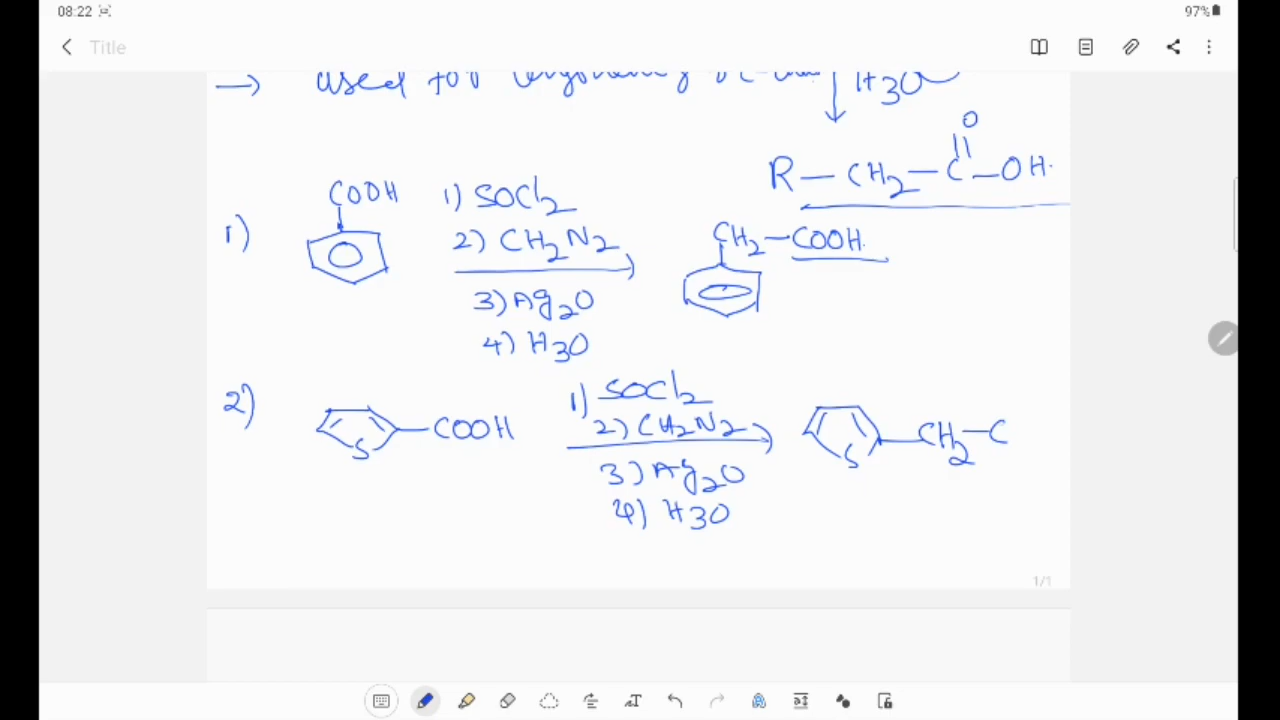 08:22
97%
Title
→ used for
H3O
O
R — CH2 — C — OH.
1)
COOH
1) SOCl2
2) CH2N2
3) Ag2O
4) H3O
CH2 — COOH.
2)
S
COOH
1) SOCl2
2) CH2N2
3) Ag2O
4) H3O
S
CH2 — C
1/1